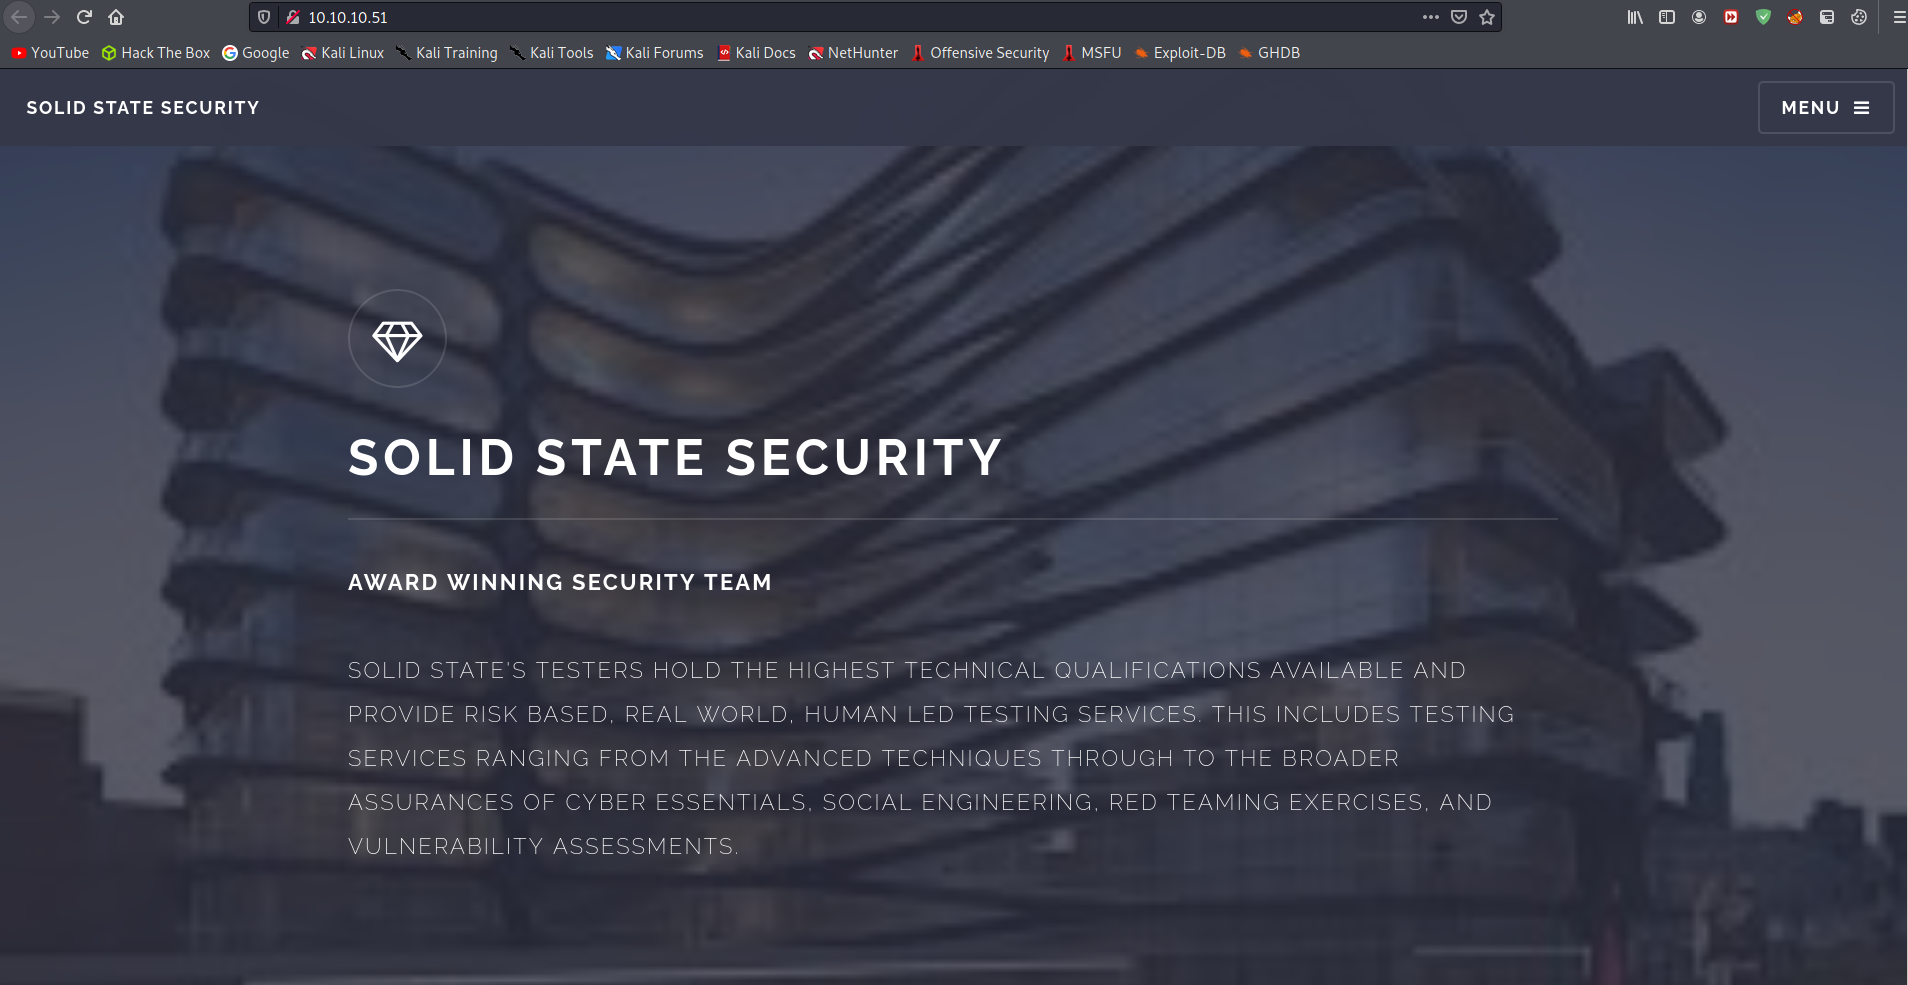 10.10.10.51
YouTube Hack The Box Google Kali Linux Kali Training Kali Tools Kali Forums Kali Docs NetHunter Offensive Security MSFU Exploit-DB GHDB
SOLID STATE SECURITY MENU
SOLID STATE SECURITY
AWARD WINNING SECURITY TEAM
SOLID STATE'S TESTERS HOLD THE HIGHEST TECHNICAL QUALIFICATIONS AVAILABLE AND
PROVIDE RISK BASED, REAL WORLD, HUMAN LED TESTING SERVICES. THIS INCLUDES TESTING
SERVICES RANGING FROM THE ADVANCED TECHNIQUES THROUGH TO THE BROADER
ASSURANCES OF CYBER ESSENTIALS, SOCIAL ENGINEERING, RED TEAMING EXERCISES, AND
VULNERABILITY ASSESSMENTS.